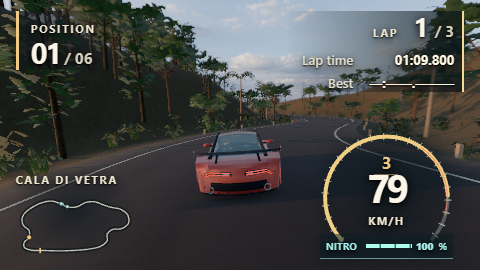 POSITION
01 / 06
LAP 1 / 3
Lap time 01:09.800
Best --:--.---
CALA DI VETRA
3
79
KM/H
NITRO 100 %